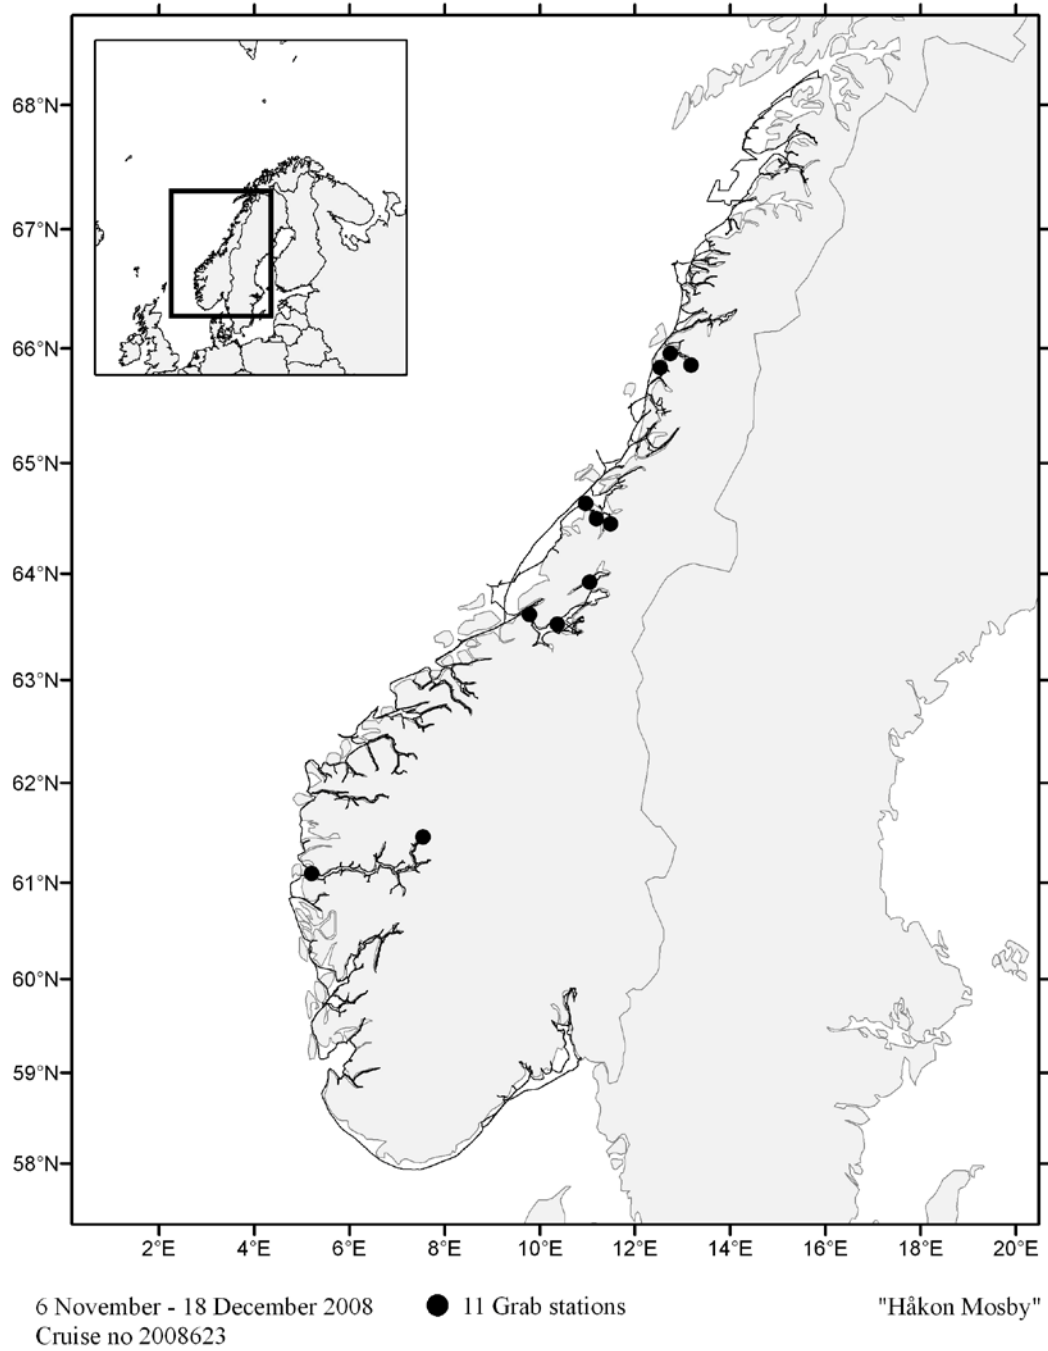 68°N
67°N
66°N
65°N
64°N
63°N
62°N
61°N
60°N
59°N
58°N
2°E 4°E 6°E 8°E 10°E 12°E 14°E 16°E 18°E 20°E
6 November - 18 December 2008 11 Grab stations "Håkon Mosby"
Cruise no 2008623